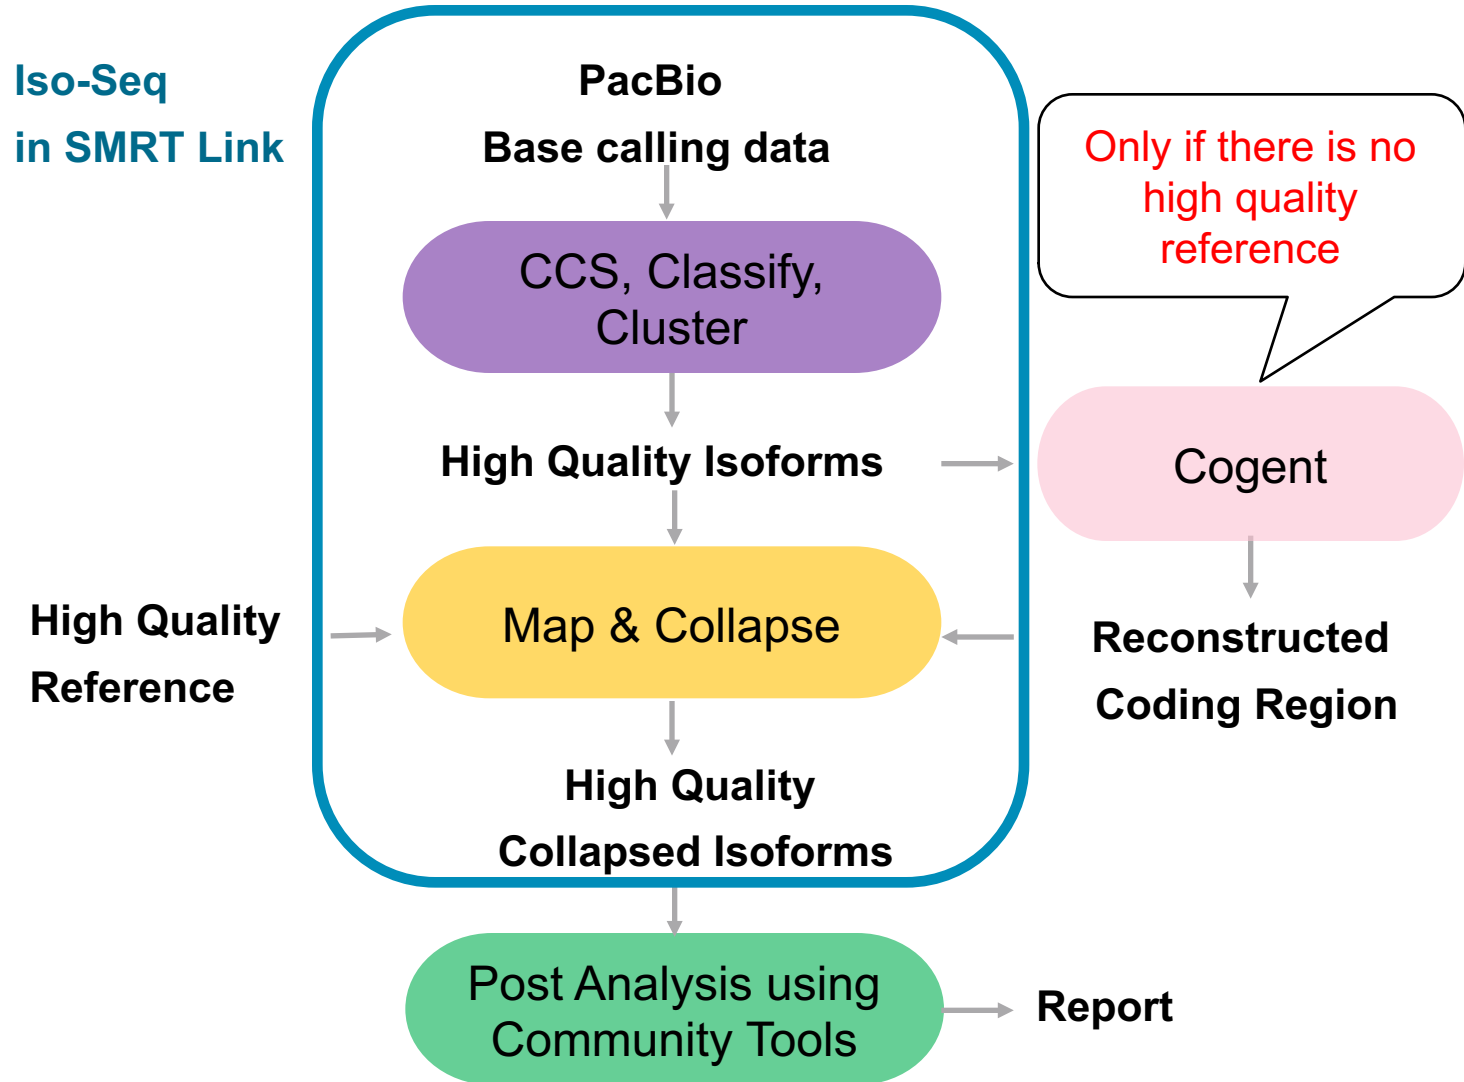 Iso-Seq
in SMRT Link
PacBio
Base calling data
Only if there is no
high quality
reference
CCS, Classify,
Cluster
High Quality Isoforms
Cogent
High Quality
Reference
Map & Collapse
Reconstructed
Coding Region
High Quality
Collapsed Isoforms
Post Analysis using
Community Tools
Report